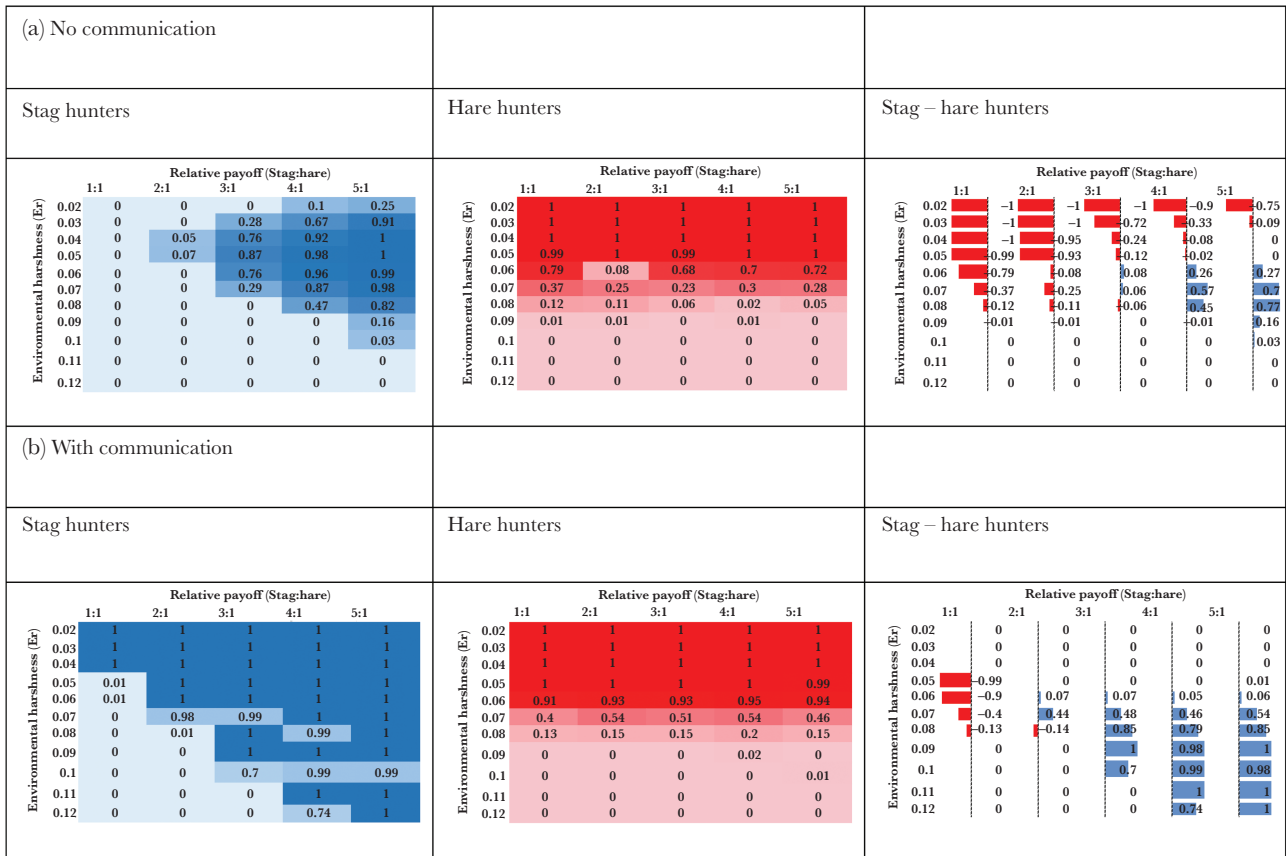 (a) No communication
Stag hunters
Hare hunters
Stag – hare hunters
Relative payoff (Stag:hare)
1:1 2:1 3:1 4:1 5:1
Environmental harshness (Er)
0.02 0 0 0 0.1 0.25
0.03 0 0 0.28 0.67 0.91
0.04 0 0.05 0.76 0.92 1
0.05 0 0.07 0.87 0.98 1
0.06 0 0 0.76 0.96 0.99
0.07 0 0 0.29 0.87 0.98
0.08 0 0 0 0.47 0.82
0.09 0 0 0 0 0.16
0.1 0 0 0 0 0.03
0.11 0 0 0 0 0
0.12 0 0 0 0 0
Relative payoff (Stag:hare)
1:1 2:1 3:1 4:1 5:1
Environmental harshness (Er)
0.02 1 1 1 1 1
0.03 1 1 1 1 1
0.04 1 1 1 1 1
0.05 0.99 1 0.99 1 1
0.06 0.79 0.08 0.68 0.7 0.72
0.07 0.37 0.25 0.23 0.3 0.28
0.08 0.12 0.11 0.06 0.02 0.05
0.09 0.01 0.01 0 0.01 0
0.1 0 0 0 0 0
0.11 0 0 0 0 0
0.12 0 0 0 0 0
Relative payoff (Stag:hare)
1:1 2:1 3:1 4:1 5:1
Environmental harshness (Er)
0.02 −1 −1 −1 −0.9 −0.75
0.03 −1 −1 −0.72 −0.33 −0.09
0.04 −1 −0.95 −0.24 −0.08 0
0.05 −0.99 −0.93 −0.12 −0.02 0
0.06 −0.79 −0.08 0.08 0.26 0.27
0.07 −0.37 −0.25 0.06 0.57 0.7
0.08 −0.12 −0.11 −0.06 0.45 0.77
0.09 −0.01 −0.01 0 −0.01 0.16
0.1 0 0 0 0 0.03
0.11 0 0 0 0 0
0.12 0 0 0 0 0
(b) With communication
Stag hunters
Hare hunters
Stag – hare hunters
Relative payoff (Stag:hare)
1:1 2:1 3:1 4:1 5:1
Environmental harshness (Er)
0.02 1 1 1 1 1
0.03 1 1 1 1 1
0.04 1 1 1 1 1
0.05 0.01 1 1 1 1
0.06 0.01 1 1 1 1
0.07 0 0.98 0.99 1 1
0.08 0 0.01 1 0.99 1
0.09 0 0 1 1 1
0.1 0 0 0.7 0.99 0.99
0.11 0 0 0 1 1
0.12 0 0 0 0.74 1
Relative payoff (Stag:hare)
1:1 2:1 3:1 4:1 5:1
Environmental harshness (Er)
0.02 1 1 1 1 1
0.03 1 1 1 1 1
0.04 1 1 1 1 1
0.05 1 1 1 1 0.99
0.06 0.91 0.93 0.93 0.95 0.94
0.07 0.4 0.54 0.51 0.54 0.46
0.08 0.13 0.15 0.15 0.2 0.15
0.09 0 0 0 0.02 0
0.1 0 0 0 0 0.01
0.11 0 0 0 0 0
0.12 0 0 0 0 0
Relative payoff (Stag:hare)
1:1 2:1 3:1 4:1 5:1
Environmental harshness (Er)
0.02 0 0 0 0 0
0.03 0 0 0 0 0
0.04 0 0 0 0 0
0.05 −0.99 0.01
0.06 −0.9 0.07 0.07 0.05 0.06
0.07 −0.4 0.44 0.48 0.46 0.54
0.08 −0.13 −0.14 0.85 0.79 0.85
0.09 0 0 1 0.98 1
0.1 0 0 0.7 0.99 0.98
0.11 0 0 0 1 1
0.12 0 0 0 0.74 1